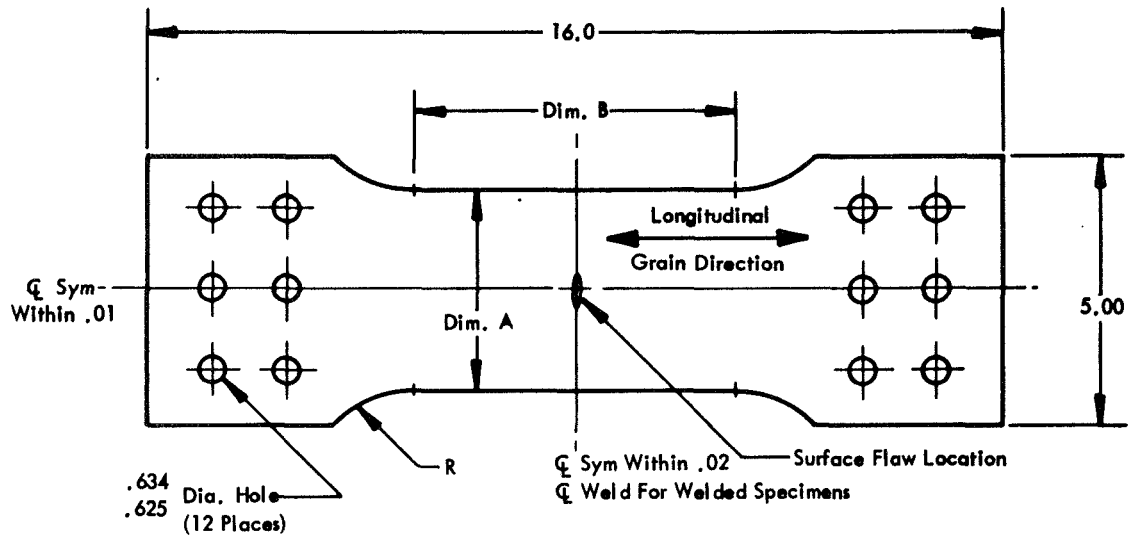 16.0
Dim. B
Longitudinal
Grain Direction
℄ Sym
Within .01
Dim. A
5.00
R
℄ Sym Within .02
℄ Weld For Welded Specimens
Surface Flaw Location
.634
.625
Dia. Hole
(12 Places)